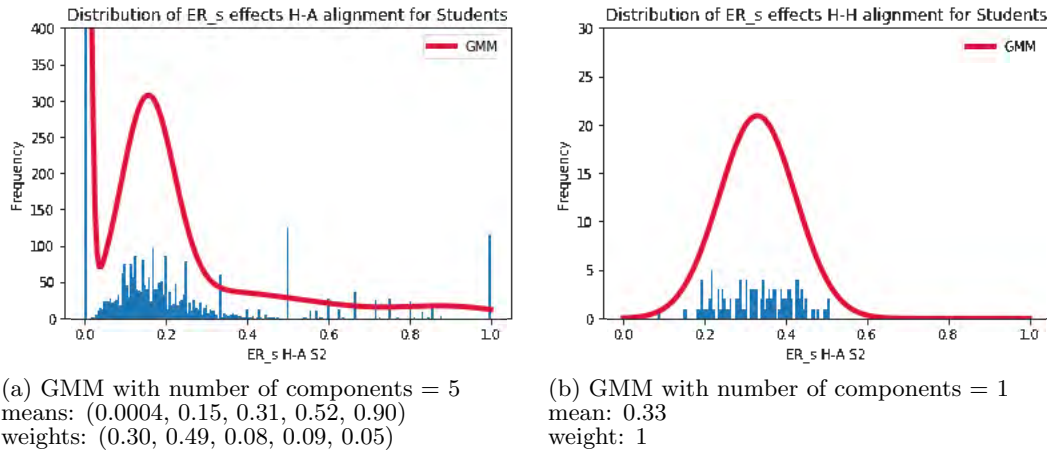 Distribution of ER_s effects H-A alignment for Students
400
350
300
250
200
150
100
50
0
Frequency
GMM
0.0 0.2 0.4 0.6 0.8 1.0
ER_s H-A S2
(a) GMM with number of components = 5
means: (0.0004, 0.15, 0.31, 0.52, 0.90)
weights: (0.30, 0.49, 0.08, 0.09, 0.05)
Distribution of ER_s effects H-H alignment for Students
30
25
20
15
10
5
0
Frequency
GMM
0.0 0.2 0.4 0.6 0.8 1.0
ER_s H-A S2
(b) GMM with number of components = 1
mean: 0.33
weight: 1